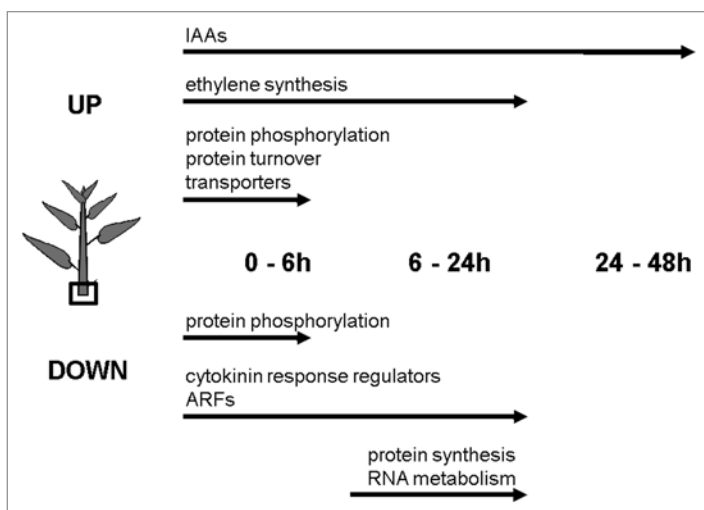 IAAs
ethylene synthesis
UP
protein phosphorylation
protein turnover
transporters
0 - 6h 6 - 24h 24 - 48h
protein phosphorylation
DOWN
cytokinin response regulators
ARFs
protein synthesis
RNA metabolism